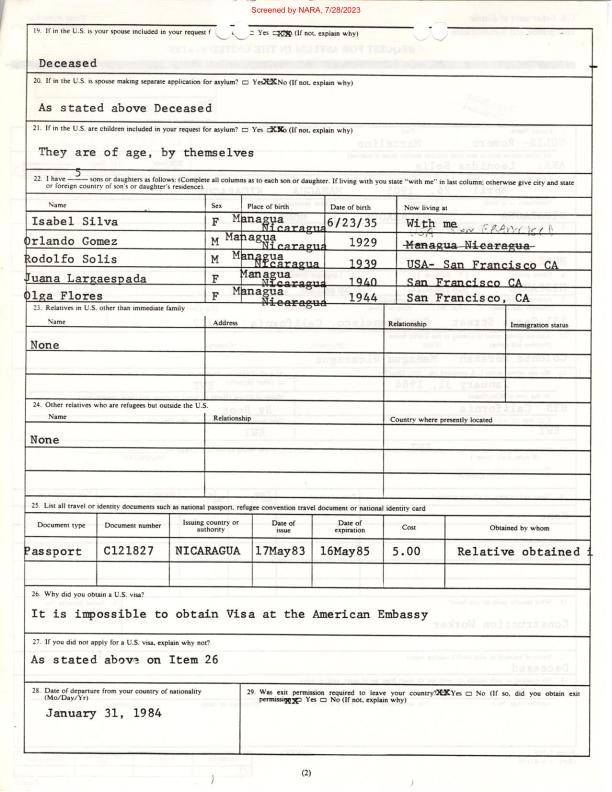 Screened by NARA, 7/28/2023
19. If in the U.S. is your spouse included in your request f Yes XX (If not, explain why)
Deceased
20. If in the U.S. is spouse making separate application for asylum? □ Yes XX No (If not, explain why)
As stated above Deceased
21. If in the U.S. are children included in your request for asylum? □ Yes XX No (If not, explain why)
They are of age, by themselves
22. I have 5 sons or daughters as follows: (Complete all columns as to each son or daughter. If living with you state "with me" in last column; otherwise give city and state or foreign country of son's or daughter's residence).
Name Sex Place of birth Date of birth Now living at
Isabel Silva F Managua Nicaragua 6/23/35 With me
San FRANCISCO
Orlando Gomez M Managua Nicaragua 1929 Managua Nicaragua
Rodolfo Solis M Managua Nicaragua 1939 USA- San Francisco CA
Juana Largaespada F Managua Nicaragua 1940 San Francisco CA
Olga Flores F Managua Nicaragua 1944 San Francisco, CA
23. Relatives in U.S. other than immediate family
Name Address Relationship Immigration status
None
24. Other relatives who are refugees but outside the U.S.
Name Relationship Country where presently located
None
25. List all travel or identity documents such as national passport, refugee convention travel document or national identity card
Document type Document number Issuing country or authority Date of issue Date of expiration Cost Obtained by whom
Passport C121827 NICARAGUA 17May83 16May85 5.00 Relative obtained i
26. Why did you obtain a U.S. visa?
It is impossible to obtain Visa at the American Embassy
27. If you did not apply for a U.S. visa, explain why not?
As stated above on Item 26
28. Date of departure from your country of nationality (Mo/Day/Yr)
January 31, 1984
29. Was exit permission required to leave your country? XX Yes □ No (If so, did you obtain exit
permission XX Yes □ No (If not, explain why)
(2)